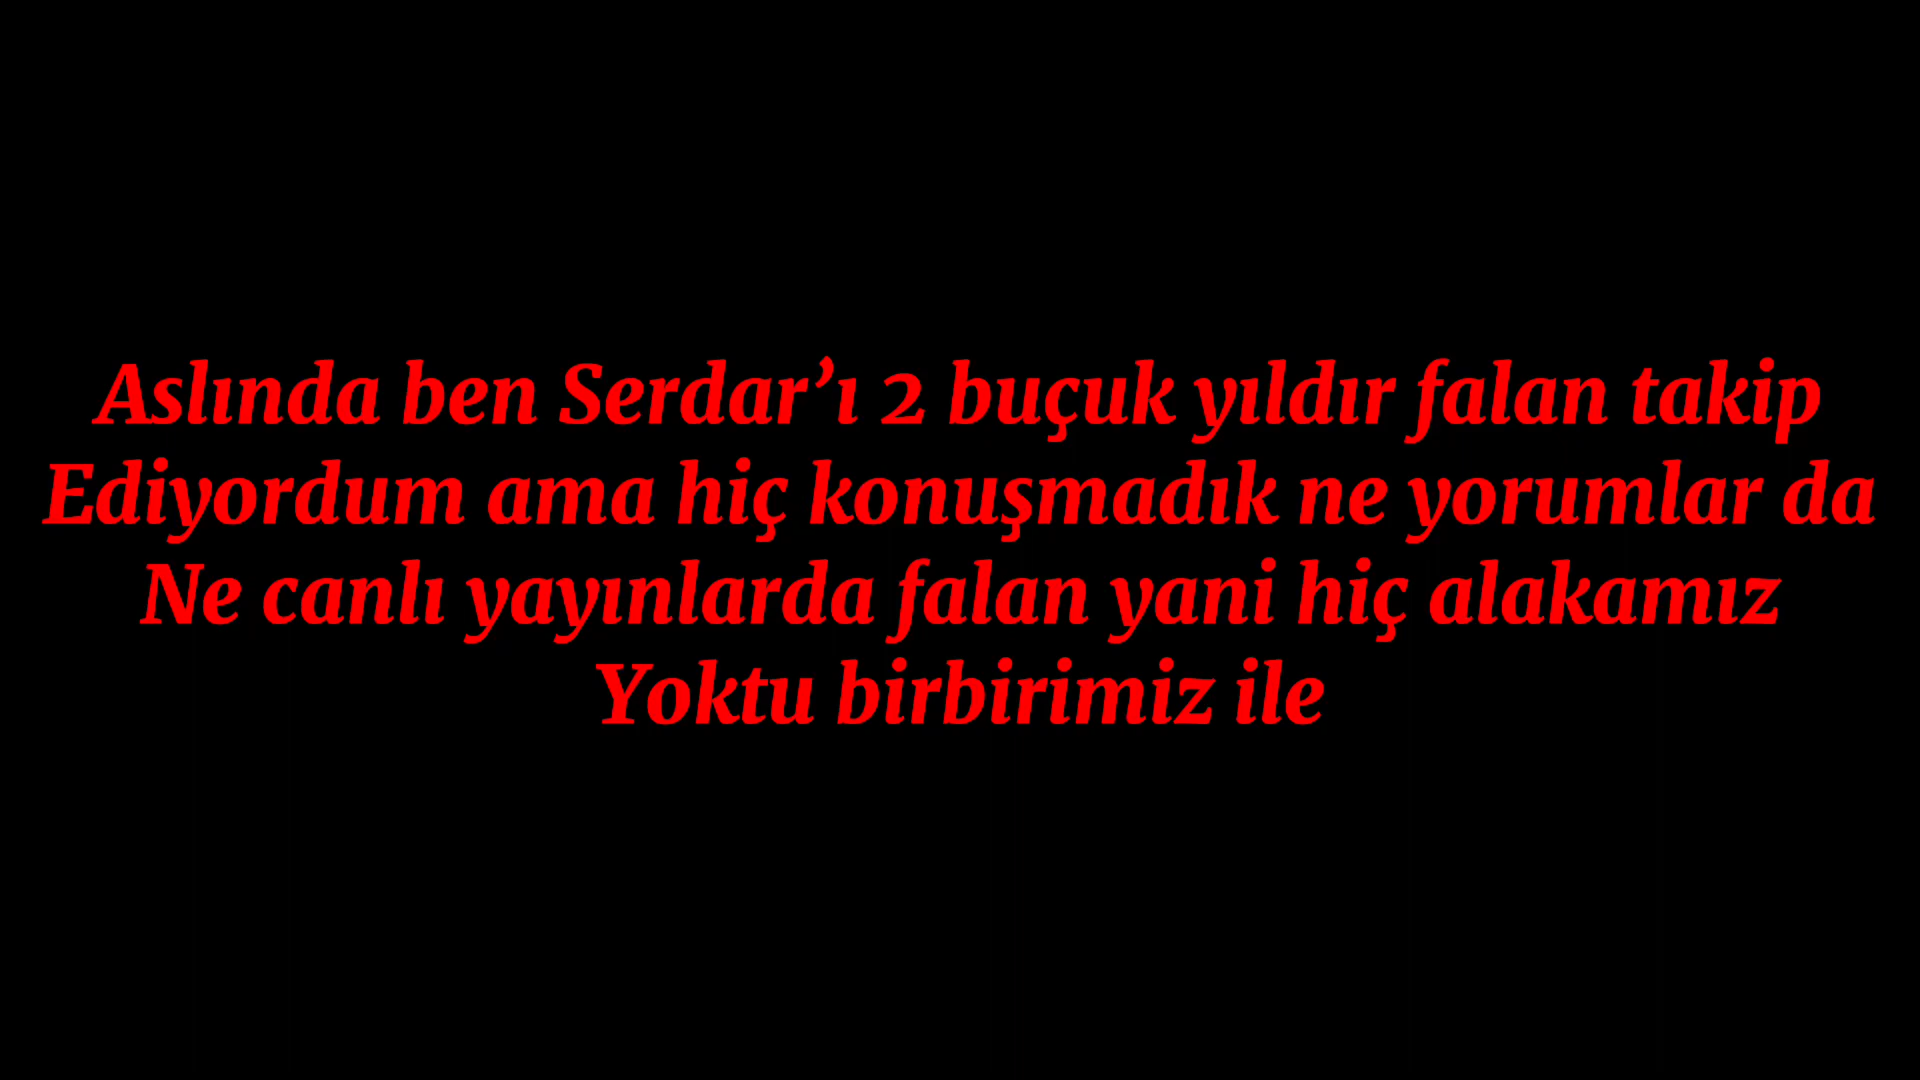 Aslında ben Serdar’ı 2 buçuk yıldır falan takip
Ediyordum ama hiç konuşmadık ne yorumlar da
Ne canlı yayınlarda falan yani hiç alakamız
Yoktu birbirimiz ile